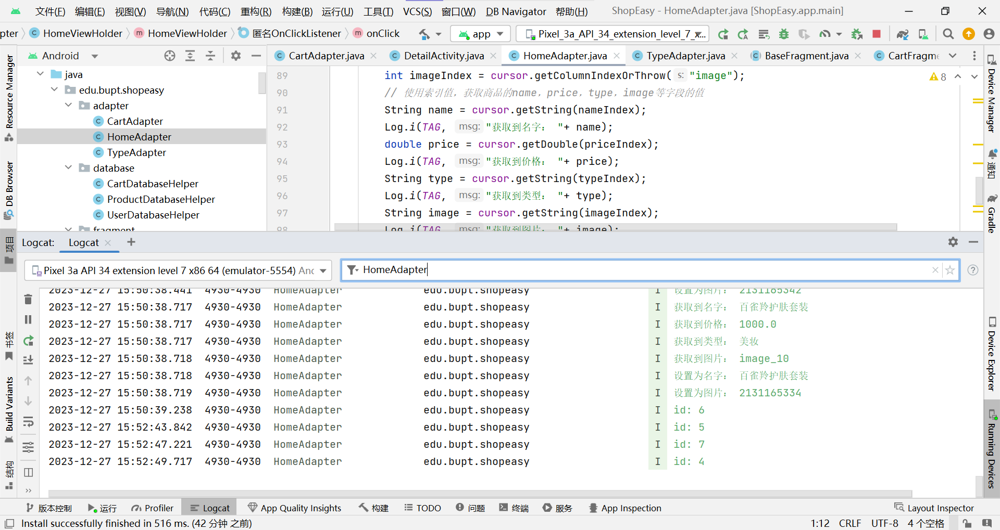 文件(F) 编辑(E) 视图(V) 导航(N) 代码(C) 重构(R) 构建(B) 运行(U) 工具(T) VCS(S) 窗口(W) DB Navigator 帮助(H) ShopEasy - HomeAdapter.java [ShopEasy.app.main]
pter HomeViewHolder HomeViewHolder 匿名OnClickListener onClick app Pixel_3a_API_34_extension_level_7_x...
Android CartAdapter.java DetailActivity.java HomeAdapter.java TypeAdapter.java BaseFragment.java CartFragm
java
edu.bupt.shopeasy
adapter
CartAdapter
HomeAdapter
TypeAdapter
database
CartDatabaseHelper
ProductDatabaseHelper
UserDatabaseHelper
fragment
89 int imageIndex = cursor.getColumnIndexOrThrow( s: "image");
90 // 使用索引值，获取商品的name，price，type，image等字段的值
91 String name = cursor.getString(nameIndex);
92 Log.i(TAG, msg: "获取到名字： "+ name);
93 double price = cursor.getDouble(priceIndex);
94 Log.i(TAG, msg: "获取到价格： "+ price);
95 String type = cursor.getString(typeIndex);
96 Log.i(TAG, msg: "获取到类型： "+ type);
97 String image = cursor.getString(imageIndex);
98 Log.i(TAG, msg: "获取到图片： "+ image);
8
Resource Manager
DB Browser
项目
书签
Build Variants
结构
Device Manager
通知
Gradle
Device Explorer
Running Devices
Logcat: Logcat
Pixel 3a API 34 extension level 7 x86 64 (emulator-5554) And HomeAdapter
2023-12-27 15:50:38.441 4930-4930 HomeAdapter edu.bupt.shopeasy I 设置为图片： 2131165342
2023-12-27 15:50:38.717 4930-4930 HomeAdapter edu.bupt.shopeasy I 获取到名字： 百雀羚护肤套装
2023-12-27 15:50:38.717 4930-4930 HomeAdapter edu.bupt.shopeasy I 获取到价格： 1000.0
2023-12-27 15:50:38.717 4930-4930 HomeAdapter edu.bupt.shopeasy I 获取到类型： 美妆
2023-12-27 15:50:38.718 4930-4930 HomeAdapter edu.bupt.shopeasy I 获取到图片： image_10
2023-12-27 15:50:38.718 4930-4930 HomeAdapter edu.bupt.shopeasy I 设置为名字： 百雀羚护肤套装
2023-12-27 15:50:38.719 4930-4930 HomeAdapter edu.bupt.shopeasy I 设置为图片： 2131165334
2023-12-27 15:50:39.238 4930-4930 HomeAdapter edu.bupt.shopeasy I id: 6
2023-12-27 15:52:43.842 4930-4930 HomeAdapter edu.bupt.shopeasy I id: 5
2023-12-27 15:52:47.221 4930-4930 HomeAdapter edu.bupt.shopeasy I id: 7
2023-12-27 15:52:49.717 4930-4930 HomeAdapter edu.bupt.shopeasy I id: 4
版本控制 运行 Profiler Logcat App Quality Insights 构建 TODO 问题 终端 服务 App Inspection Layout Inspector
Install successfully finished in 516 ms. (42 分钟 之前) 1:12 CRLF UTF-8 4 个空格